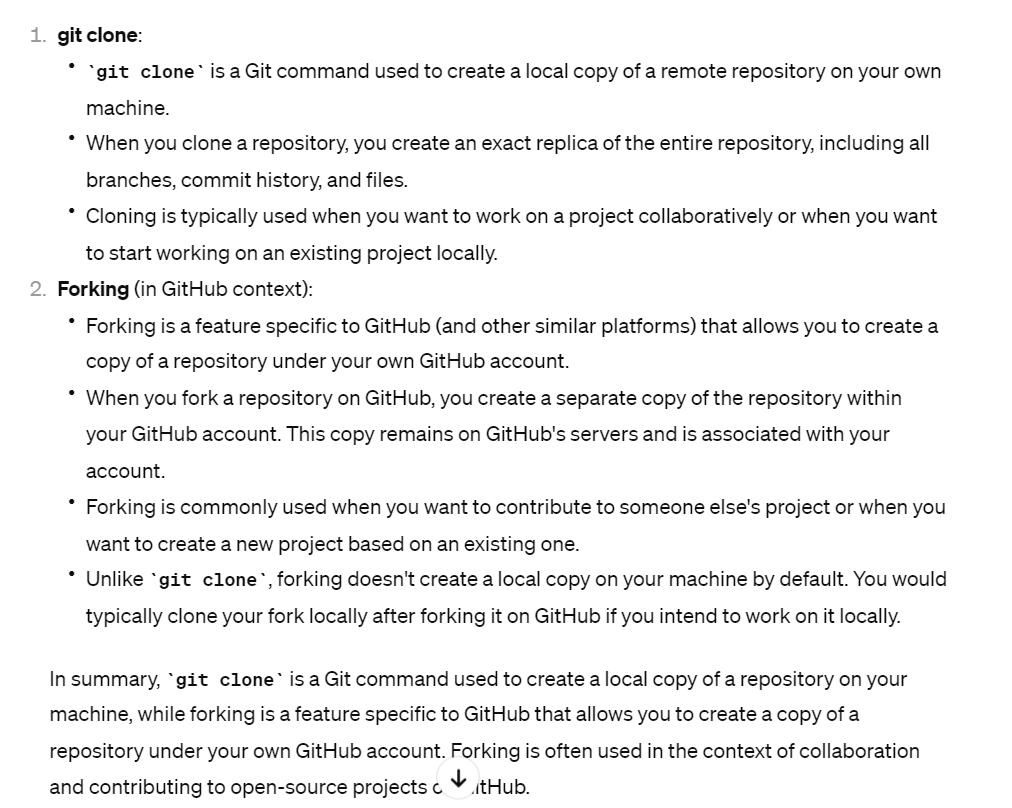 1. git clone:
• `git clone` is a Git command used to create a local copy of a remote repository on your own
machine.
• When you clone a repository, you create an exact replica of the entire repository, including all
branches, commit history, and files.
• Cloning is typically used when you want to work on a project collaboratively or when you want
to start working on an existing project locally.
2. Forking (in GitHub context):
• Forking is a feature specific to GitHub (and other similar platforms) that allows you to create a
copy of a repository under your own GitHub account.
• When you fork a repository on GitHub, you create a separate copy of the repository within
your GitHub account. This copy remains on GitHub's servers and is associated with your
account.
• Forking is commonly used when you want to contribute to someone else's project or when you
want to create a new project based on an existing one.
• Unlike `git clone`, forking doesn't create a local copy on your machine by default. You would
typically clone your fork locally after forking it on GitHub if you intend to work on it locally.
In summary, `git clone` is a Git command used to create a local copy of a repository on your
machine, while forking is a feature specific to GitHub that allows you to create a copy of a
repository under your own GitHub account. Forking is often used in the context of collaboration
and contributing to open-source projects